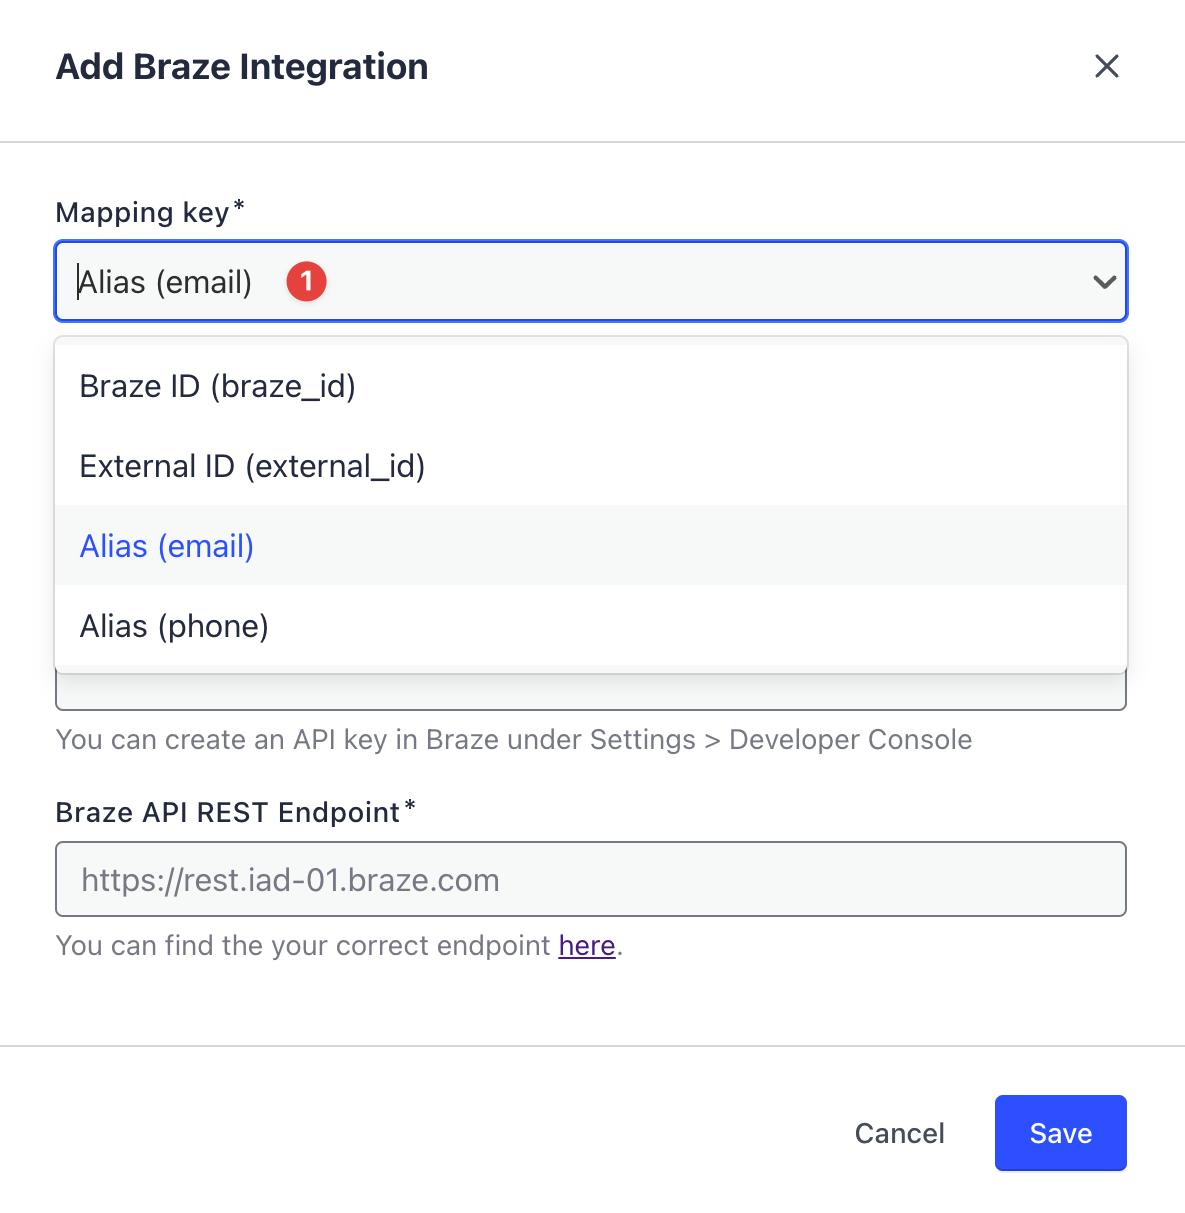 Add Braze Integration
Mapping key*
Alias (email) 1
Braze ID (braze_id)
External ID (external_id)
Alias (email)
Alias (phone)
You can create an API key in Braze under Settings > Developer Console
Braze API REST Endpoint*
https://rest.iad-01.braze.com
You can find the your correct endpoint here.
Cancel Save